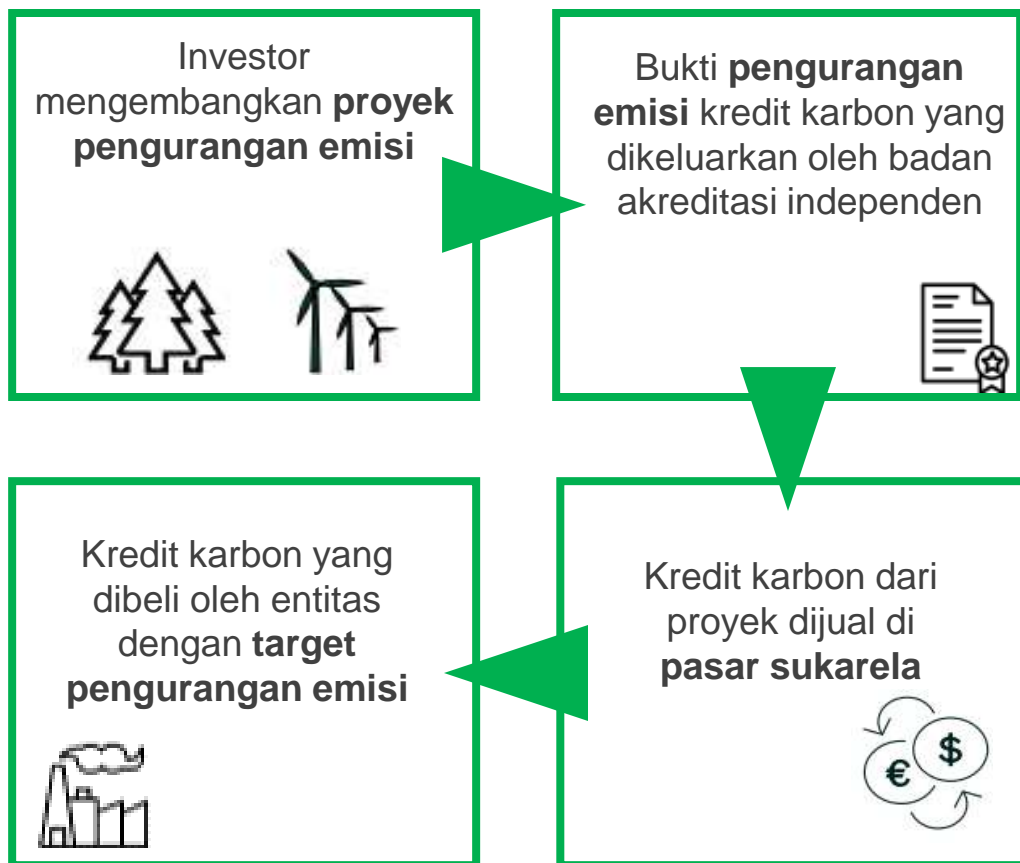 Investor
mengembangkan proyek
pengurangan emisi
Bukti pengurangan
emisi kredit karbon yang
dikeluarkan oleh badan
akreditasi independen
Kredit karbon dari
proyek dijual di
pasar sukarela
€ $
Kredit karbon yang
dibeli oleh entitas
dengan target
pengurangan emisi